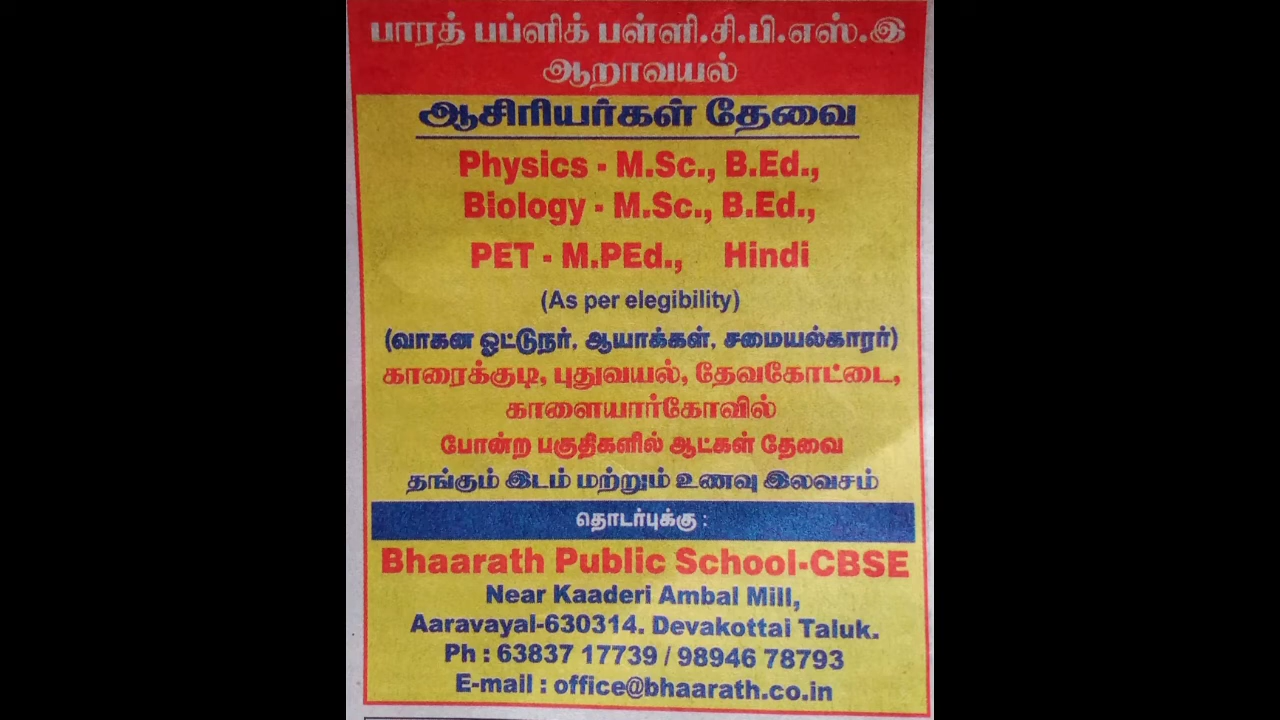 பாரத் பப்ளிக் பள்ளி.சி.பி.எஸ்.இ
ஆறாவயல்
ஆசிரியர்கள் தேவை
Physics - M.Sc., B.Ed.,
Biology - M.Sc., B.Ed.,
PET - M.PEd., Hindi
(As per elegibility)
(வாகன ஓட்டுநர், ஆயாக்கள், சமையல்காரர்)
காரைக்குடி, புதுவயல், தேவகோட்டை,
காளையார்கோவில்
போன்ற பகுதிகளில் ஆட்கள் தேவை
தங்கும் இடம் மற்றும் உணவு இலவசம்
தொடர்புக்கு :
Bhaarath Public School-CBSE
Near Kaaderi Ambal Mill,
Aaravayal-630314. Devakottai Taluk.
Ph : 63837 17739 / 98946 78793
E-mail : office@bhaarath.co.in